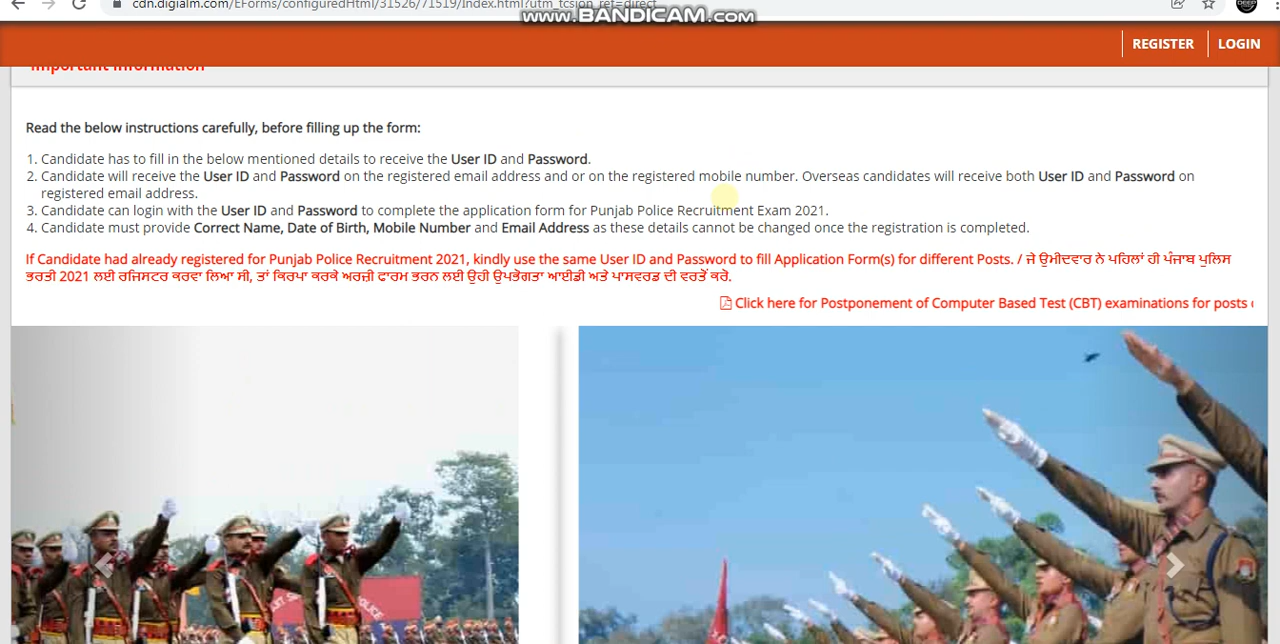 cdn.digialm.com/EForms/configuredHtml/31526/71519/Index.html?utm_tcsion_ref=direct
www.BANDICAM.com
REGISTER LOGIN
Important Information
Read the below instructions carefully, before filling up the form:
1. Candidate has to fill in the below mentioned details to receive the User ID and Password.
2. Candidate will receive the User ID and Password on the registered email address and or on the registered mobile number. Overseas candidates will receive both User ID and Password on
registered email address.
3. Candidate can login with the User ID and Password to complete the application form for Punjab Police Recruitment Exam 2021.
4. Candidate must provide Correct Name, Date of Birth, Mobile Number and Email Address as these details cannot be changed once the registration is completed.
If Candidate had already registered for Punjab Police Recruitment 2021, kindly use the same User ID and Password to fill Application Form(s) for different Posts. / ਜੇ ਉਮੀਦਵਾਰ ਨੇ ਪਹਿਲਾਂ ਹੀ ਪੰਜਾਬ ਪੁਲਿਸ
ਭਰਤੀ 2021 ਲਈ ਰਜਿਸਟਰ ਕਰਵਾ ਲਿਆ ਸੀ, ਤਾਂ ਕਿਰਪਾ ਕਰਕੇ ਅਰਜ਼ੀ ਫਾਰਮ ਭਰਨ ਲਈ ਉਹੀ ਉਪਭੋਗਤਾ ਆਈਡੀ ਅਤੇ ਪਾਸਵਰਡ ਦੀ ਵਰਤੋਂ ਕਰੋ.
Click here for Postponement of Computer Based Test (CBT) examinations for posts